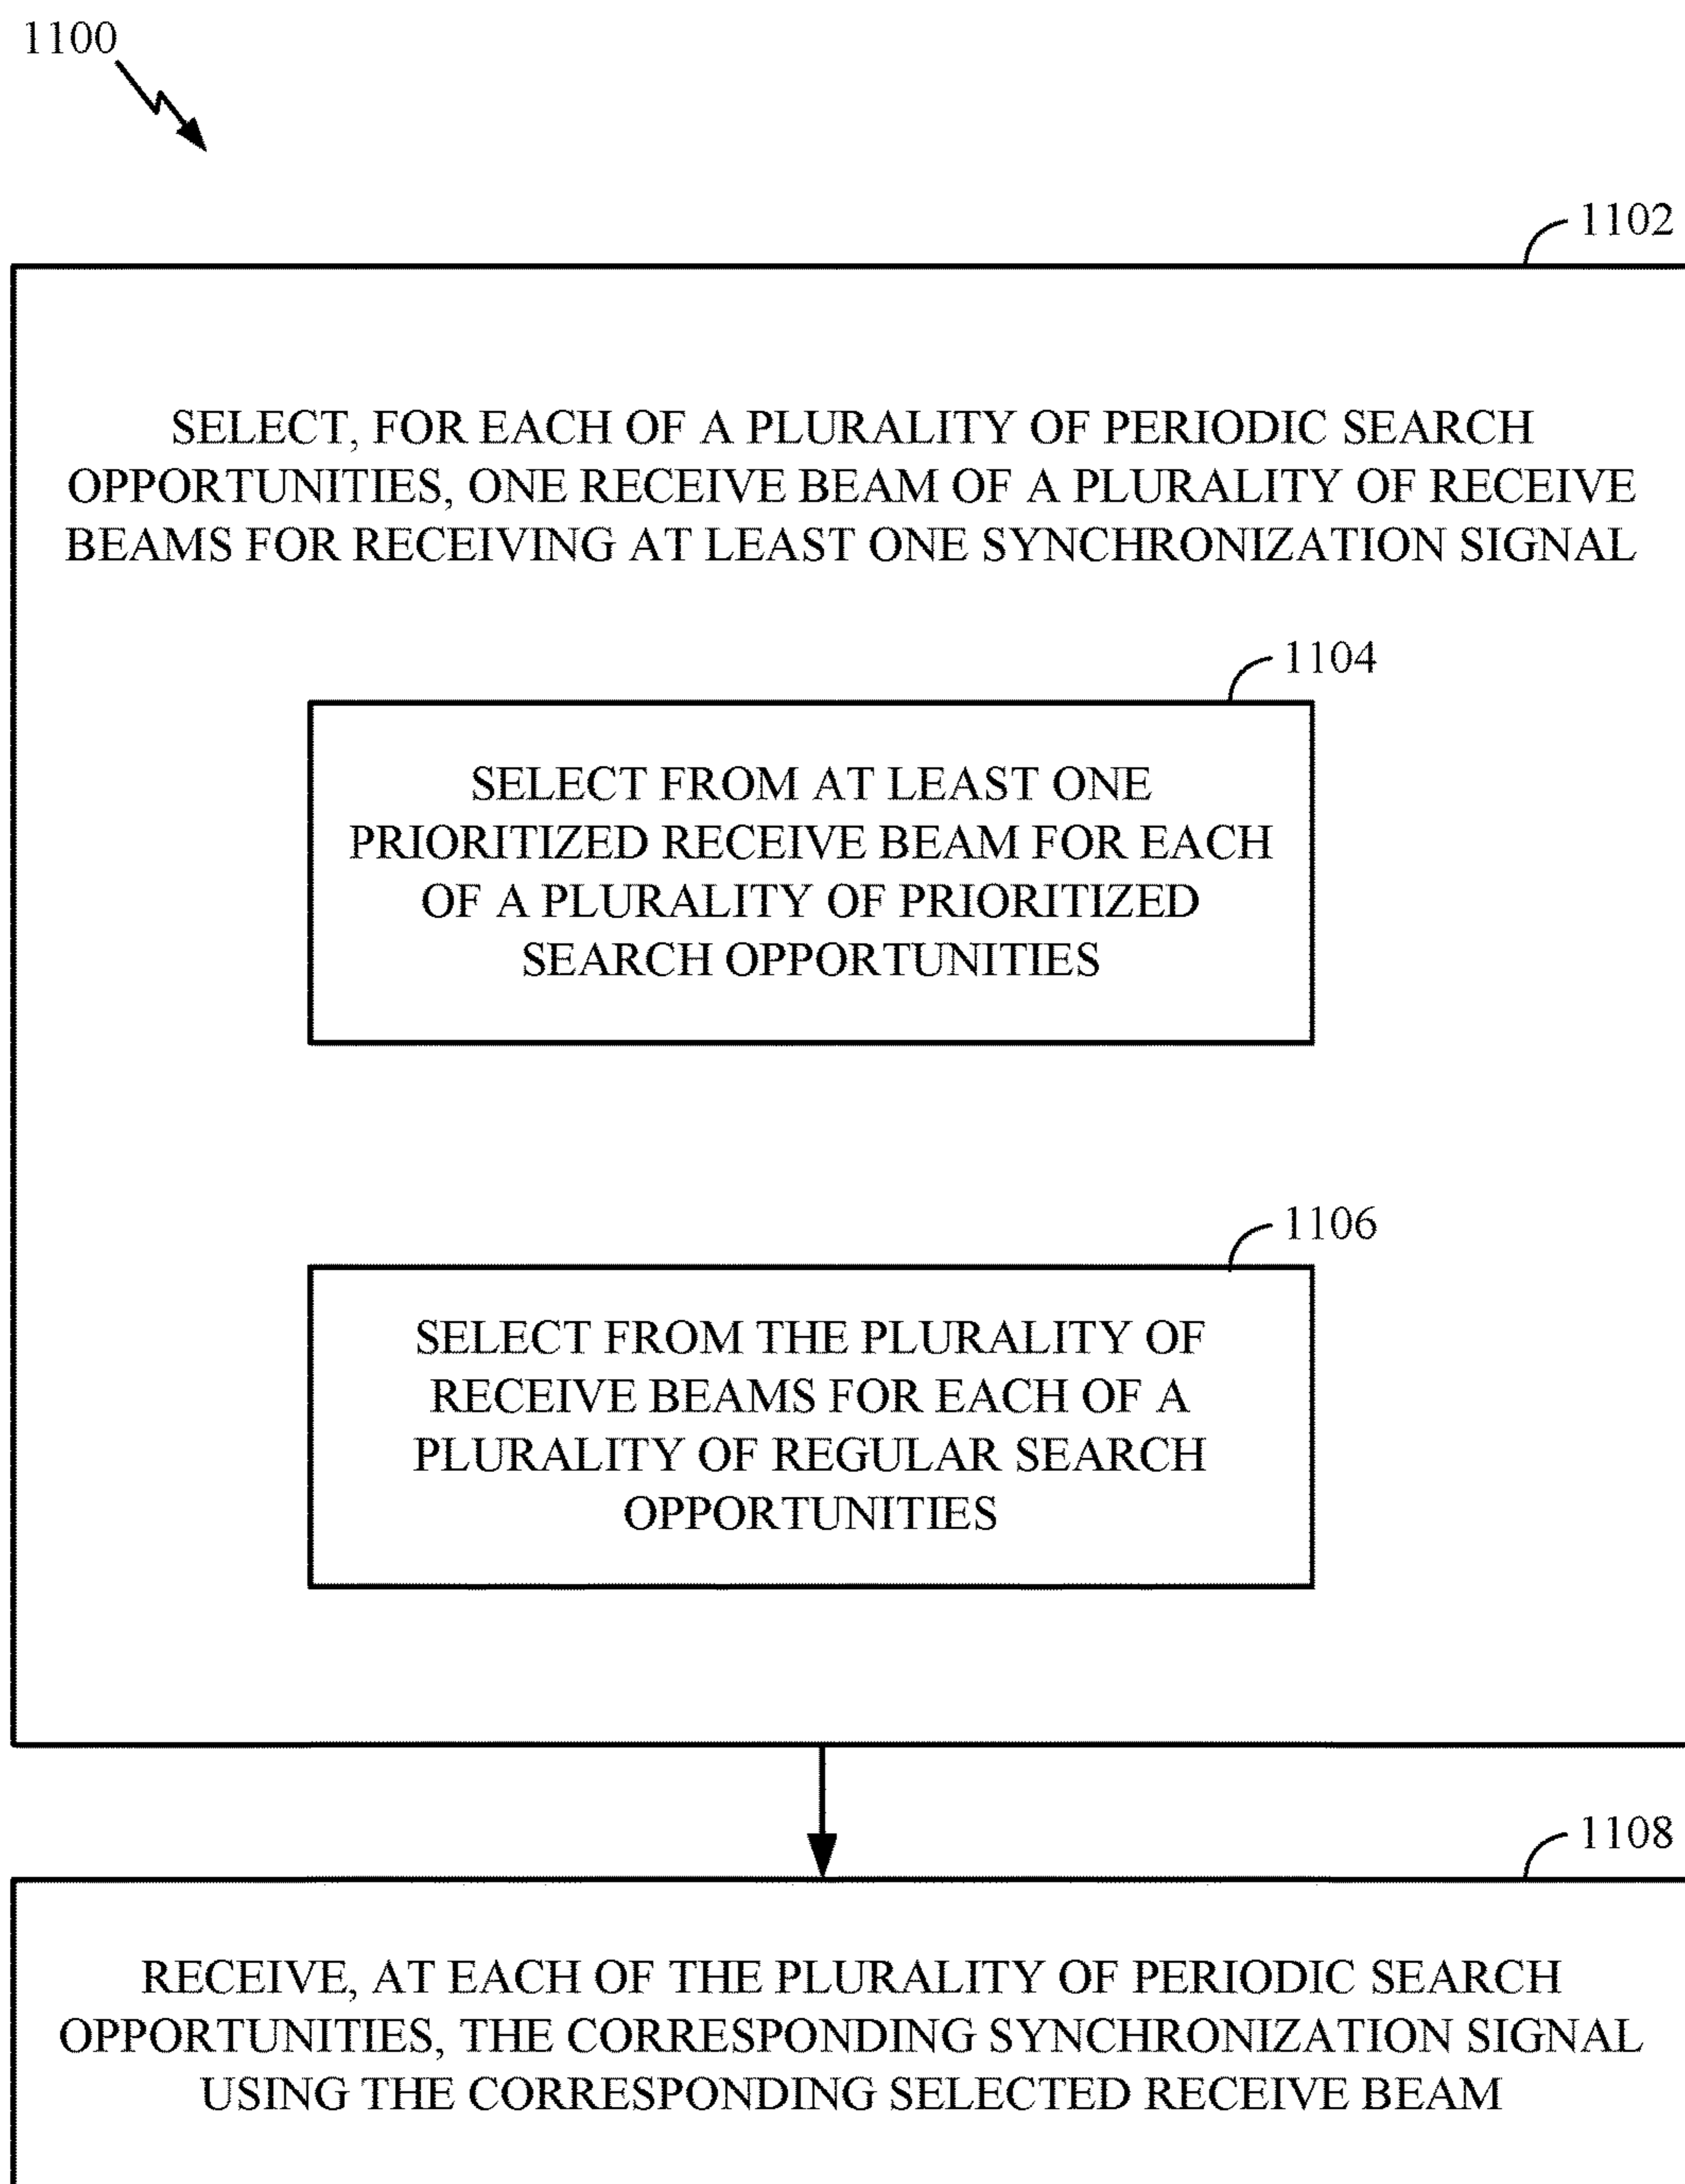 1100
1102
SELECT, FOR EACH OF A PLURALITY OF PERIODIC SEARCH
OPPORTUNITIES, ONE RECEIVE BEAM OF A PLURALITY OF RECEIVE
BEAMS FOR RECEIVING AT LEAST ONE SYNCHRONIZATION SIGNAL
1104
SELECT FROM AT LEAST ONE
PRIORITIZED RECEIVE BEAM FOR EACH
OF A PLURALITY OF PRIORITIZED
SEARCH OPPORTUNITIES
1106
SELECT FROM THE PLURALITY OF
RECEIVE BEAMS FOR EACH OF A
PLURALITY OF REGULAR SEARCH
OPPORTUNITIES
1108
RECEIVE, AT EACH OF THE PLURALITY OF PERIODIC SEARCH
OPPORTUNITIES, THE CORRESPONDING SYNCHRONIZATION SIGNAL
USING THE CORRESPONDING SELECTED RECEIVE BEAM